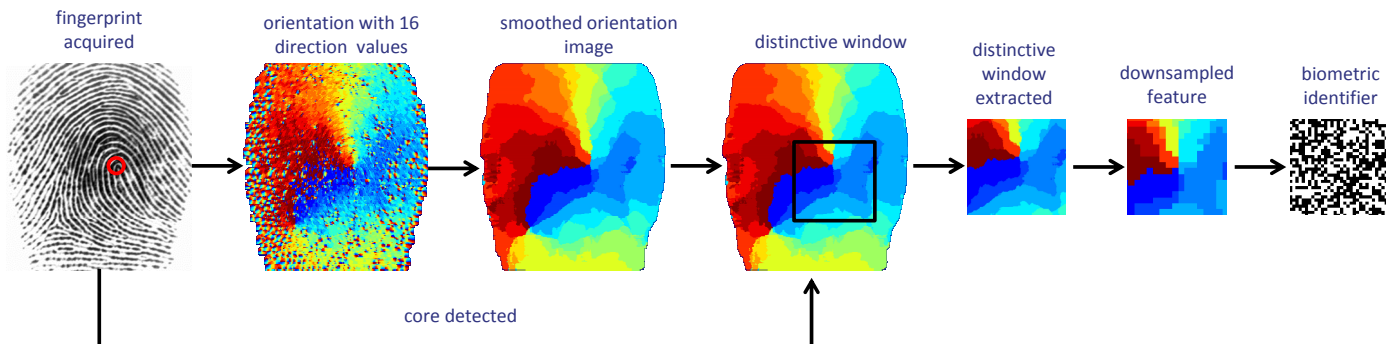 fingerprint
acquired
orientation with 16
direction values
smoothed orientation
image
distinctive window
distinctive
window
extracted
downsampled
feature
biometric
identifier
core detected